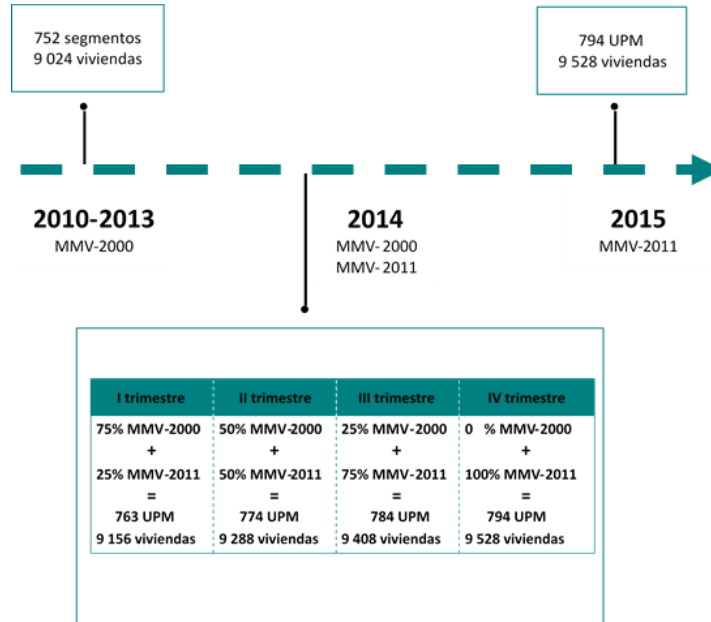 752 segmentos
9 024 viviendas
794 UPM
9 528 viviendas
2010-2013
MMV-2000
2014
MMV-2000
MMV-2011
2015
MMV-2011
I trimestre
II trimestre
III trimestre
IV trimestre
75% MMV-2000
+
25% MMV-2011
=
763 UPM
9 156 viviendas
50% MMV-2000
+
50% MMV-2011
=
774 UPM
9 288 viviendas
25% MMV-2000
+
75% MMV-2011
=
784 UPM
9 408 viviendas
0 % MMV-2000
+
100% MMV-2011
=
794 UPM
9 528 viviendas